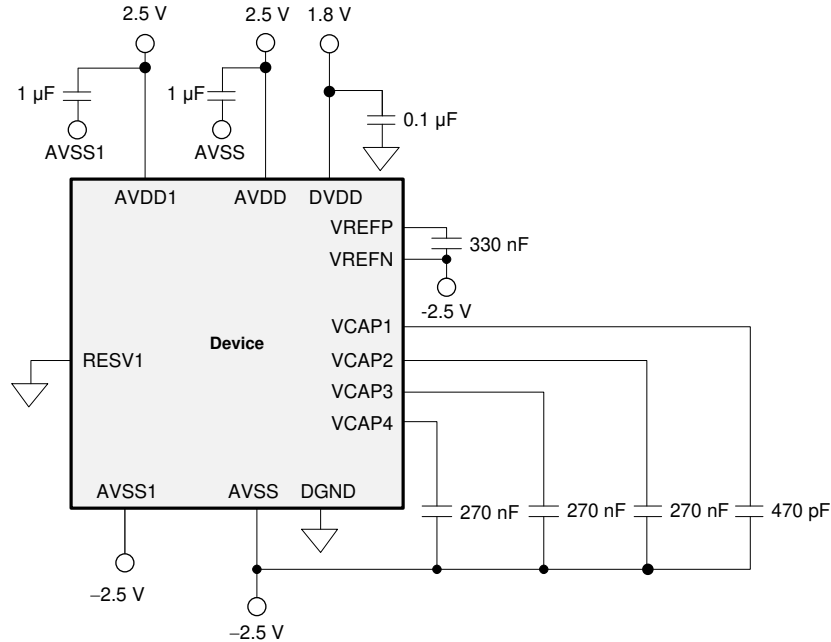 2.5 V
2.5 V
1.8 V
1 µF
1 µF
0.1 µF
AVSS1
AVSS
AVDD1
AVDD
DVDD
VREFP
330 nF
VREFN
-2.5 V
VCAP1
Device
RESV1
VCAP2
VCAP3
VCAP4
AVSS1
AVSS
DGND
270 nF
270 nF
270 nF
470 pF
–2.5 V
–2.5 V